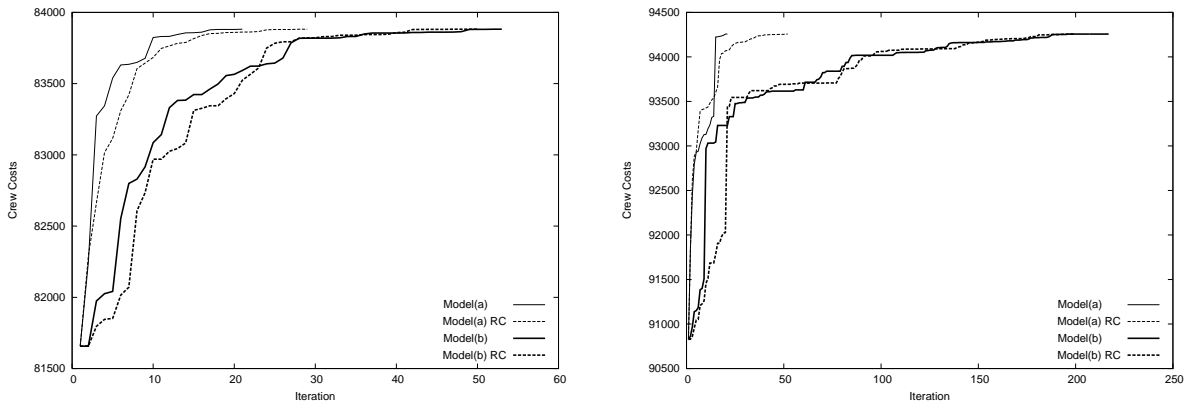 84000
83500
83000
82500
82000
81500
Crew Costs
0 10 20 30 40 50 60
Iteration
Model(a)
Model(a) RC
Model(b)
Model(b) RC
94500
94000
93500
93000
92500
92000
91500
91000
90500
Crew Costs
0 50 100 150 200 250
Iteration
Model(a)
Model(a) RC
Model(b)
Model(b) RC